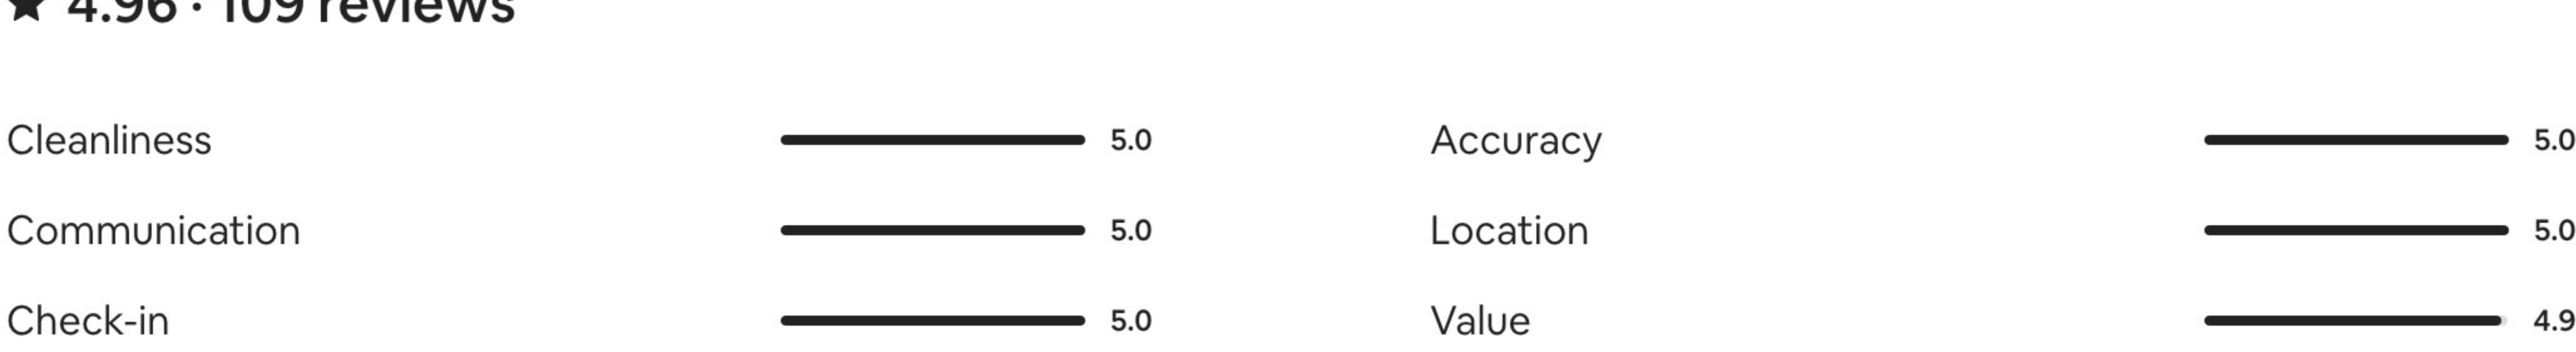 ★ 4.96 · 109 reviews
Cleanliness 5.0 Accuracy 5.0
Communication 5.0 Location 5.0
Check-in 5.0 Value 4.9